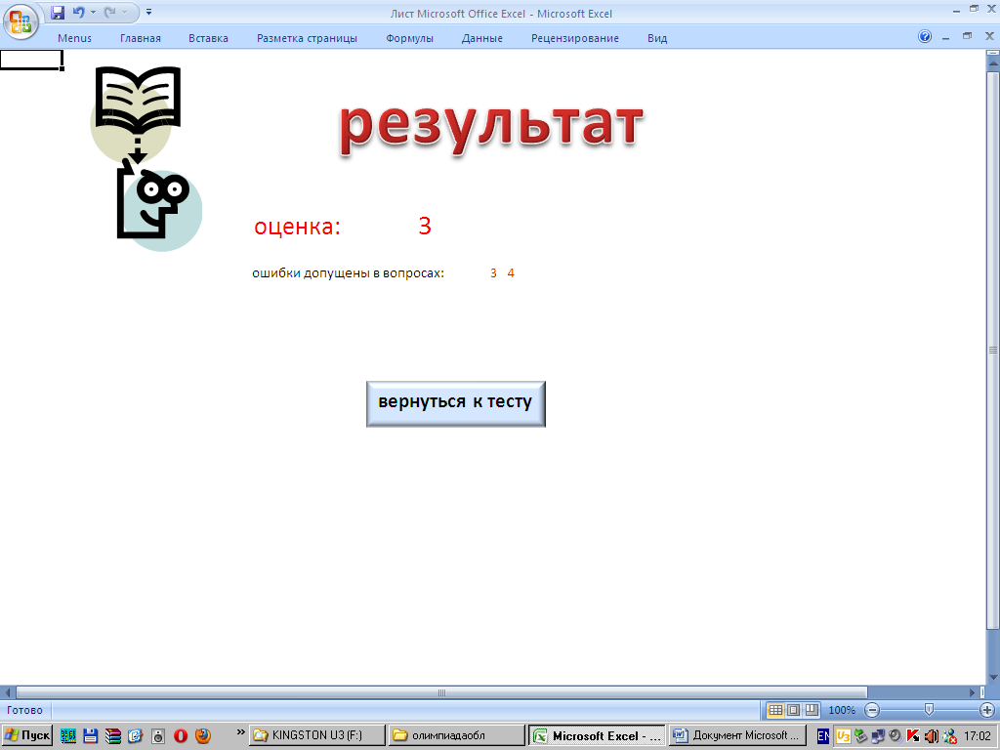 Лист Microsoft Office Excel - Microsoft Excel
Menus Главная Вставка Разметка страницы Формулы Данные Рецензирование Вид
результат
оценка: 3
ошибки допущены в вопросах: 3 4
вернуться к тесту
Готово 100%
Пуск » KINGSTON U3 (F:) олимпиадаобл Microsoft Excel - ... Документ Microsoft ... EN 17:02